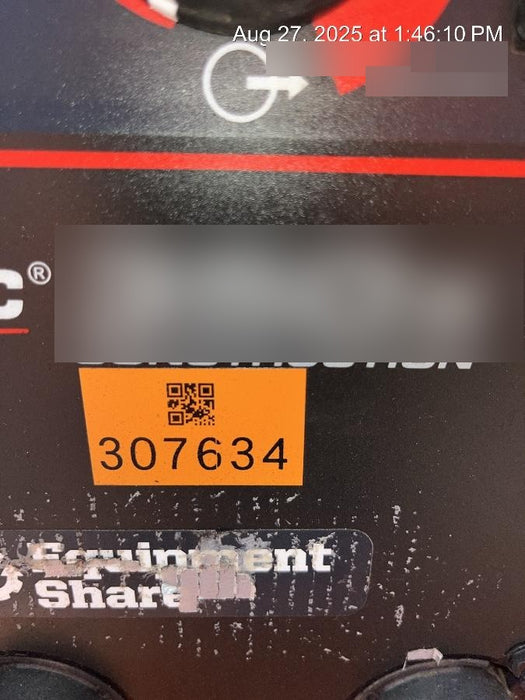 Aug 27, 2025 at 1:46:10 PM
C®
307634
Equipment
Share